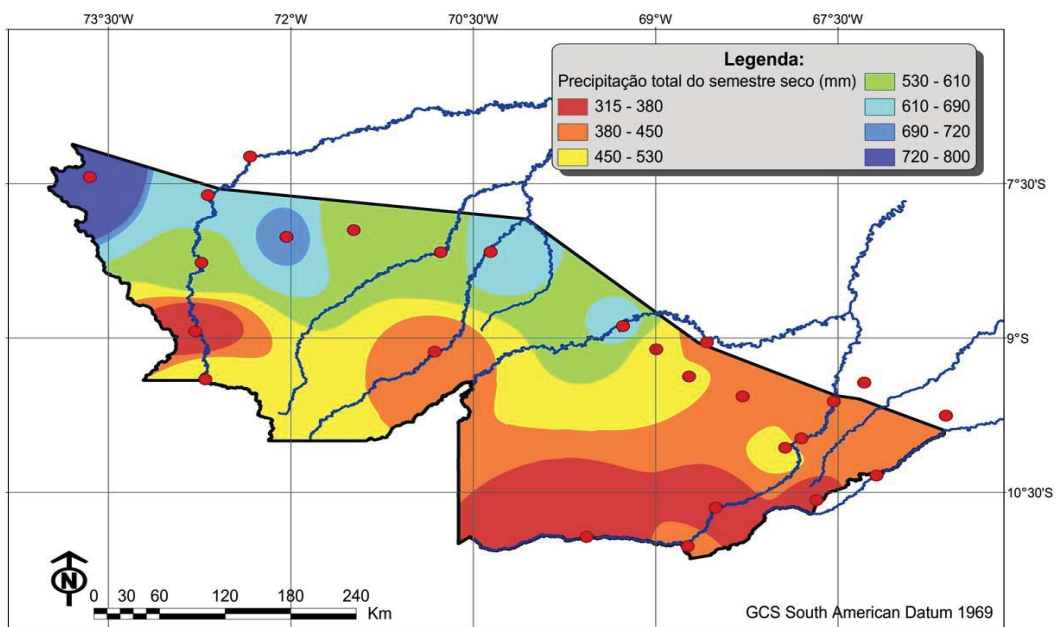 73°30'W 72°W 70°30'W 69°W 67°30'W
Legenda:
Precipitação total do semestre seco (mm)
315 - 380
380 - 450
450 - 530
530 - 610
610 - 690
690 - 720
720 - 800
7°30'S
9°S
10°30'S
N
0 30 60 120 180 240
Km
GCS South American Datum 1969